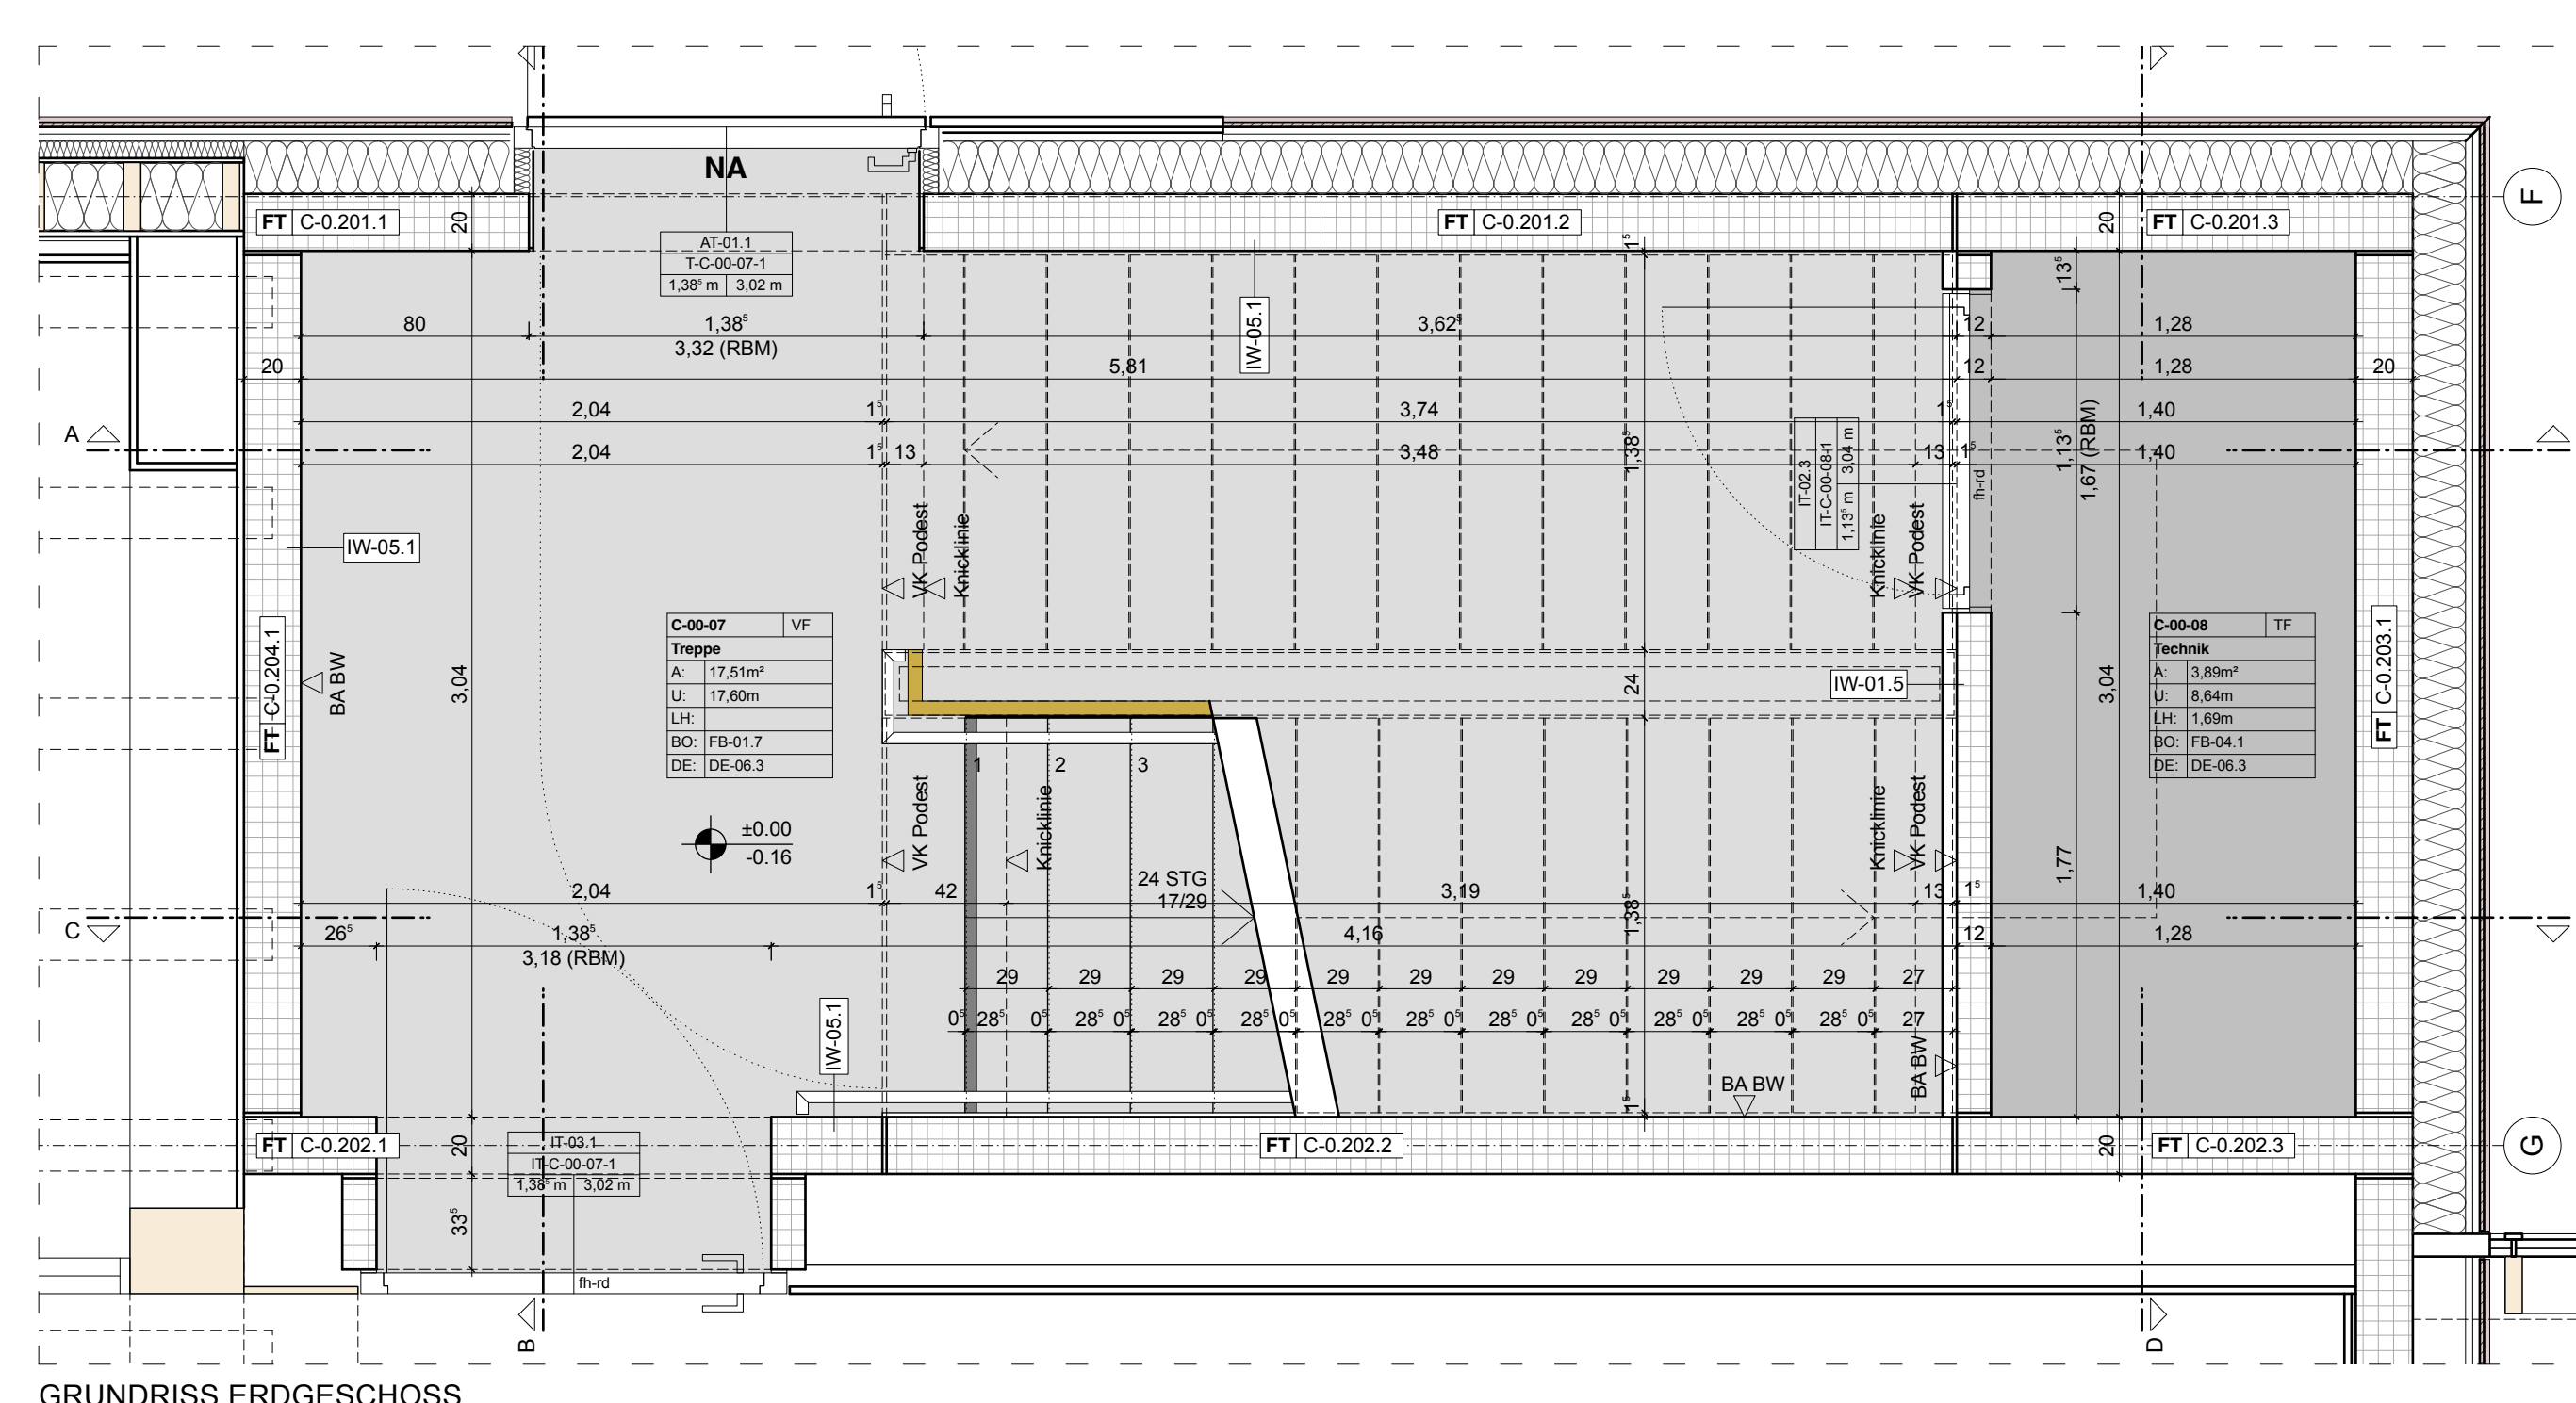 NA
FT C-0.201.1
20
FT C-0.201.2
20
FT C-0.201.3
F
AT-01.1
T-C-00-07-1
1,38⁵ m 3,02 m
1⁵
13⁵
IW-05.1
80
1,38⁵
3,62⁵
12
1,28
3,32 (RBM)
20
5,81
12
1,28
20
2,04
1⁵
3,74
1⁵
1,40
A
2,04
1⁵
13
3,48
1,38⁵
13
1⁵
1,40
IT-02.3
IT-C-00-08-1
1,13⁵ m 3,04 m
fh-rd
1,13⁵
1,67 (RBM)
IW-05.1
VK Podest
Knicklinie
Knicklinie
VK Podest
FT C-0.204.1
BA BW
3,04
C-00-07 VF
Treppe
A: 17,51m²
U: 17,60m
LH:
BO: FB-01.7
DE: DE-06.3
24
IW-01.5
3,04
C-00-08 TF
Technik
A: 3,89m²
U: 8,64m
LH: 1,69m
BO: FB-04.1
DE: DE-06.3
FT C-0.203.1
1
2
3
±0.00
-0.16
VK Podest
Knicklinie
Knicklinie
VK Podest
1,77
24 STG
17/29
2,04
1⁵
42
3,19
1,38⁵
13
1⁵
1,40
C
26⁵
1,38⁵
4,16
12
1,28
3,18 (RBM)
29 29 29 29 29 29 29 29 29 29 29 27
0⁵ 28⁵ 0⁵ 28⁵ 0⁵ 28⁵ 0⁵ 28⁵ 0⁵ 28⁵ 0⁵ 28⁵ 0⁵ 28⁵ 0⁵ 28⁵ 0⁵ 28⁵ 0⁵ 28⁵ 0⁵ 28⁵ 0⁵ 27
IW-05.1
BA BW
BA BW
1⁵
FT C-0.202.1
20
IT-03.1
IT-C-00-07-1
1,38⁵ m 3,02 m
FT C-0.202.2
20
FT C-0.202.3
G
33⁵
fh-rd
B
D
GRUNDRISS ERDGESCHOSS